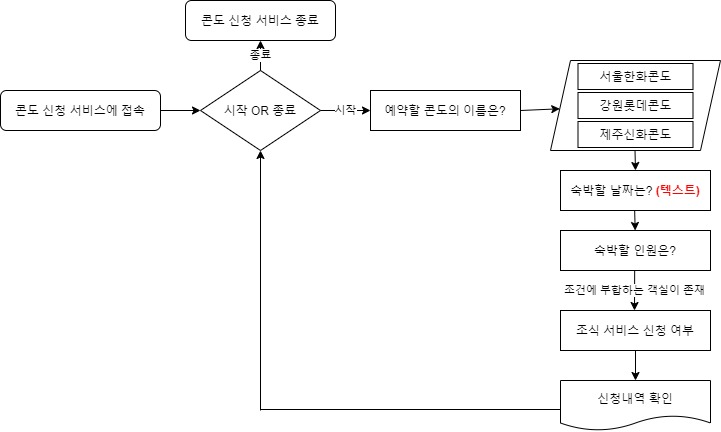 콘도 신청 서비스 종료
종료
콘도 신청 서비스에 접속
시작 OR 종료
시작
예약할 콘도의 이름은?
서울한화콘도
강원롯데콘도
제주신화콘도
숙박할 날짜는? (텍스트)
숙박할 인원은?
조건에 부합하는 객실이 존재
조식 서비스 신청 여부
신청내역 확인